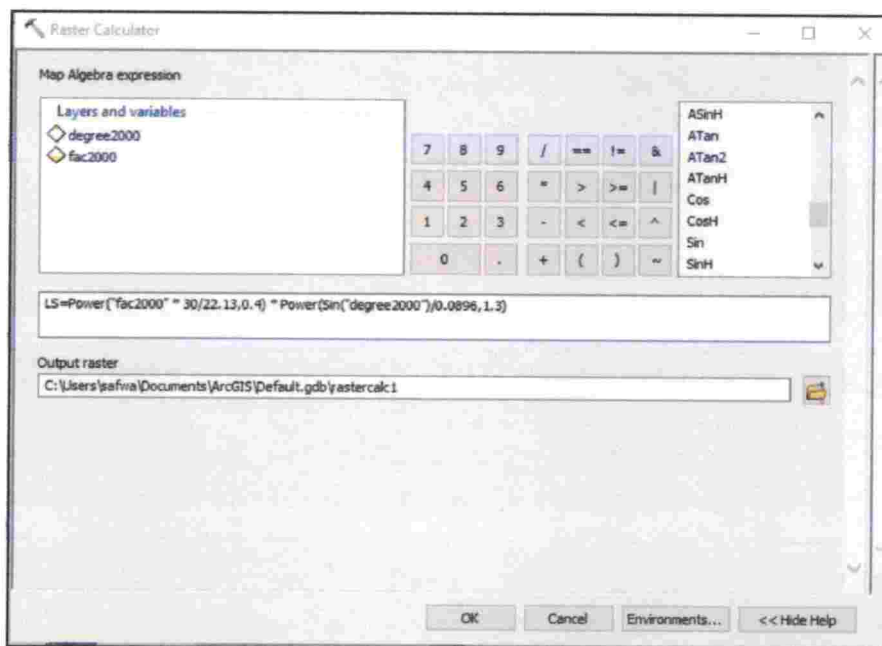 Raster Calculator
Map Algebra expression
Layers and variables
degree2000
fac2000
7 8 9 / == != &
4 5 6 * > >= |
1 2 3 - < <= ^
0 . + ( ) ~
ASinH
ATan
ATan2
ATanH
Cos
CosH
Sin
SinH
LS=Power("fac2000" * 30/22.13,0.4) * Power(Sin("degree2000")/0.0896,1.3)
Output raster
C:\Users\safwa\Documents\ArcGIS\Default.gdb\rastercalc1
OK
Cancel
Environments...
<< Hide Help